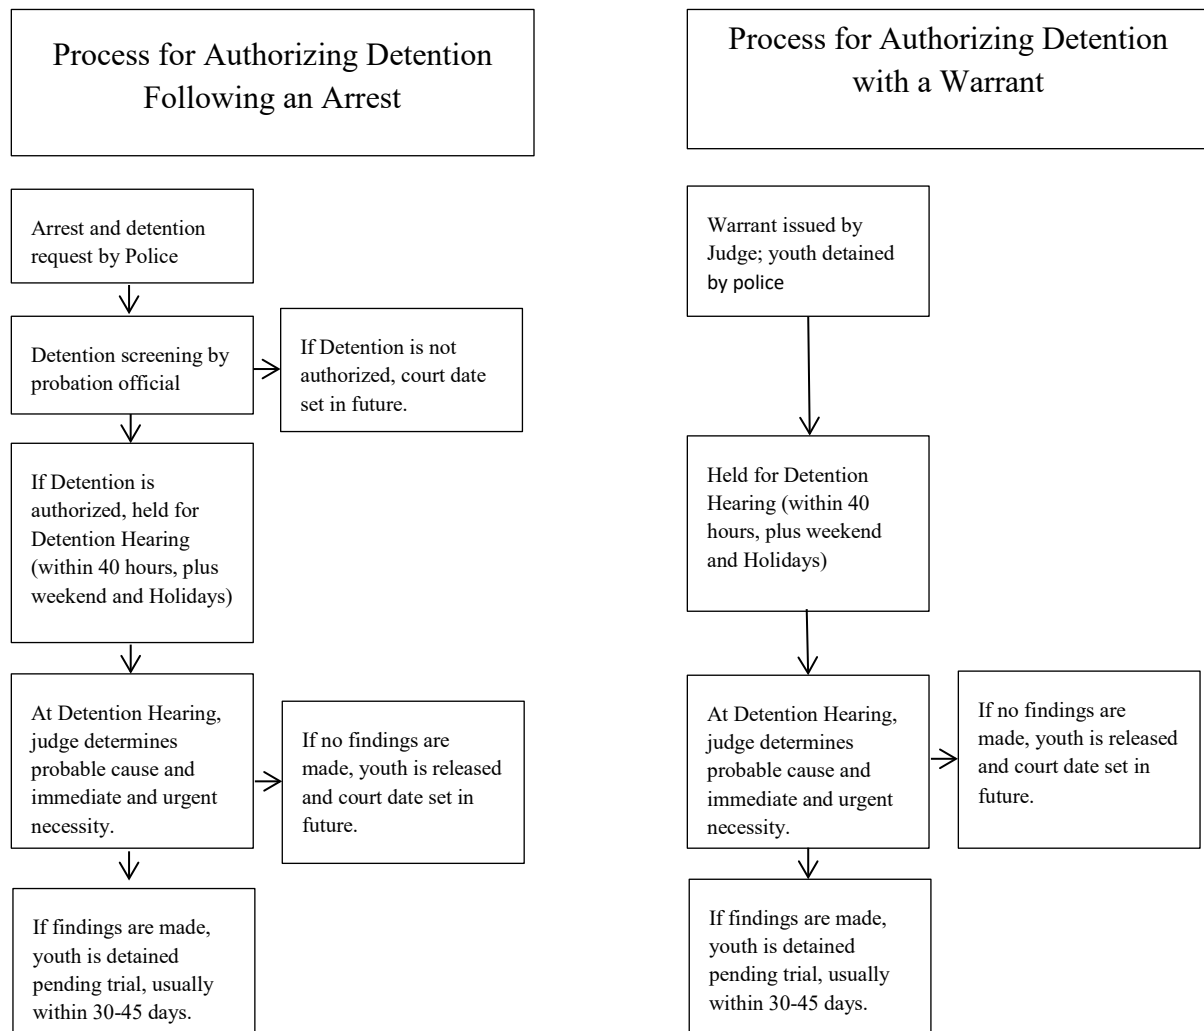 Process for Authorizing Detention
Following an Arrest
Arrest and detention
request by Police
Detention screening by
probation official
If Detention is not
authorized, court date
set in future.
If Detention is
authorized, held for
Detention Hearing
(within 40 hours, plus
weekend and Holidays)
At Detention Hearing,
judge determines
probable cause and
immediate and urgent
necessity.
If no findings are
made, youth is released
and court date set in
future.
If findings are made,
youth is detained
pending trial, usually
within 30-45 days.
Process for Authorizing Detention
with a Warrant
Warrant issued by
Judge; youth detained
by police
Held for Detention
Hearing (within 40
hours, plus weekend
and Holidays)
At Detention Hearing,
judge determines
probable cause and
immediate and urgent
necessity.
If no findings are
made, youth is released
and court date set in
future.
If findings are made,
youth is detained
pending trial, usually
within 30-45 days.